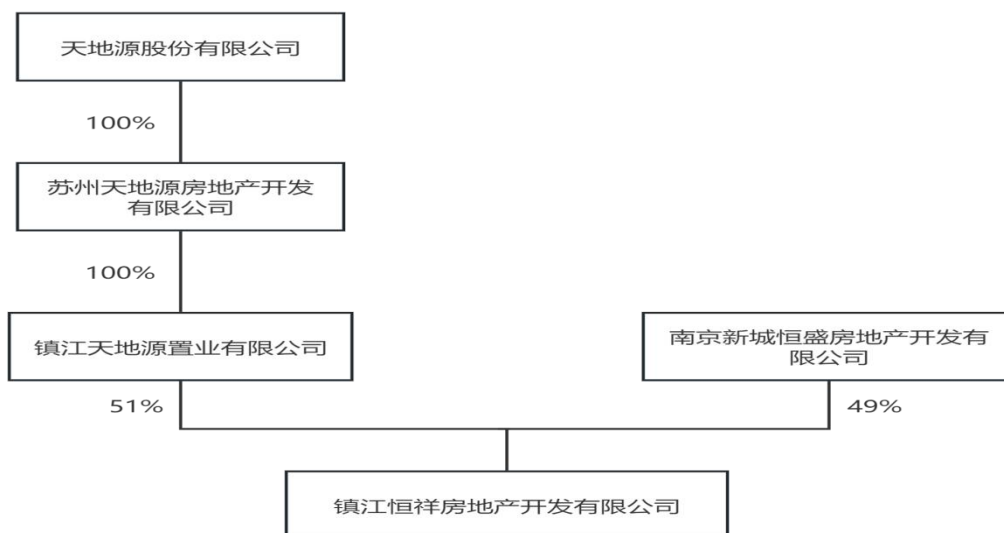 天地源股份有限公司
100%
苏州天地源房地产开发
有限公司
100%
镇江天地源置业有限公司
南京新城恒盛房地产开发有
限公司
51%
49%
镇江恒祥房地产开发有限公司